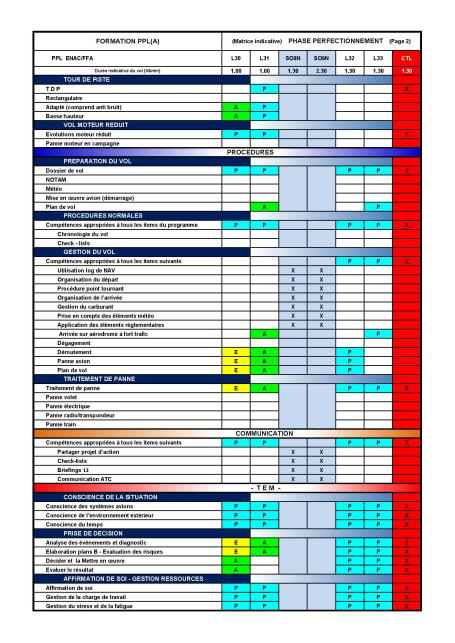 FORMATION PPL(A) (Matrice indicative) PHASE PERFECTIONNEMENT (Page 2)
PPL ENAC/FFA L30 L31 SO8N SO9N L32 L33 CTL
Durée indicative du vol (h&min) 1.00 1.00 1.30 2.30 1.30 1.30 1.30
TOUR DE PISTE
T D P P X
Rectangulaire
Adapté (comprend anti bruit) A P
Basse hauteur A P
VOL MOTEUR REDUIT
Evolutions moteur réduit P P X
Panne moteur en campagne
PROCEDURES
PREPARATION DU VOL
Dossier de vol P P P P X
NOTAM
Météo
Mise en œuvre avion (démarrage)
Plan de vol A P
PROCEDURES NORMALES
Compétences appropriées à tous les items du programme P P P P X
Chronologie du vol
Check - lists
GESTION DU VOL
Compétences appropriées à tous les items suivants P P X
Utilisation log de NAV X X
Organisation du départ X X
Procédure point tournant X X
Organisation de l'arrivée X X
Gestion du carburant X X
Prise en compte des éléments météo X X
Application des éléments réglementaires X X
Arrivée sur aérodrome à fort trafic A P
Dégagement
Déroutement E A P
Panne avion E A P
Plan de vol E A P
TRAITEMENT DE PANNE
Traitement de panne E A P P X
Panne volet
Panne électrique
Panne radio/transpondeur
Panne train
COMMUNICATION
Compétences appropriées à tous les items suivants P P P P X
Partager projet d'action X X
Check-lists X X
Briefings 13 X X
Communication ATC X X
- T E M -
CONSCIENCE DE LA SITUATION
Conscience des systèmes avions P P P P X
Conscience de l'environnement extérieur P P P P X
Conscience du temps P P P P X
PRISE DE DECISION
Analyse des évènements et diagnostic E A P P X
Elaboration plans B - Evaluation des risques E A P P X
Décider et la Mettre en œuvre A P P X
Evaluer le résultat A P P X
AFFIRMATION DE SOI - GESTION RESSOURCES
Affirmation de soi P P P P X
Gestion de la charge de travail P P P P X
Gestion du stress et de la fatigue P P P P X